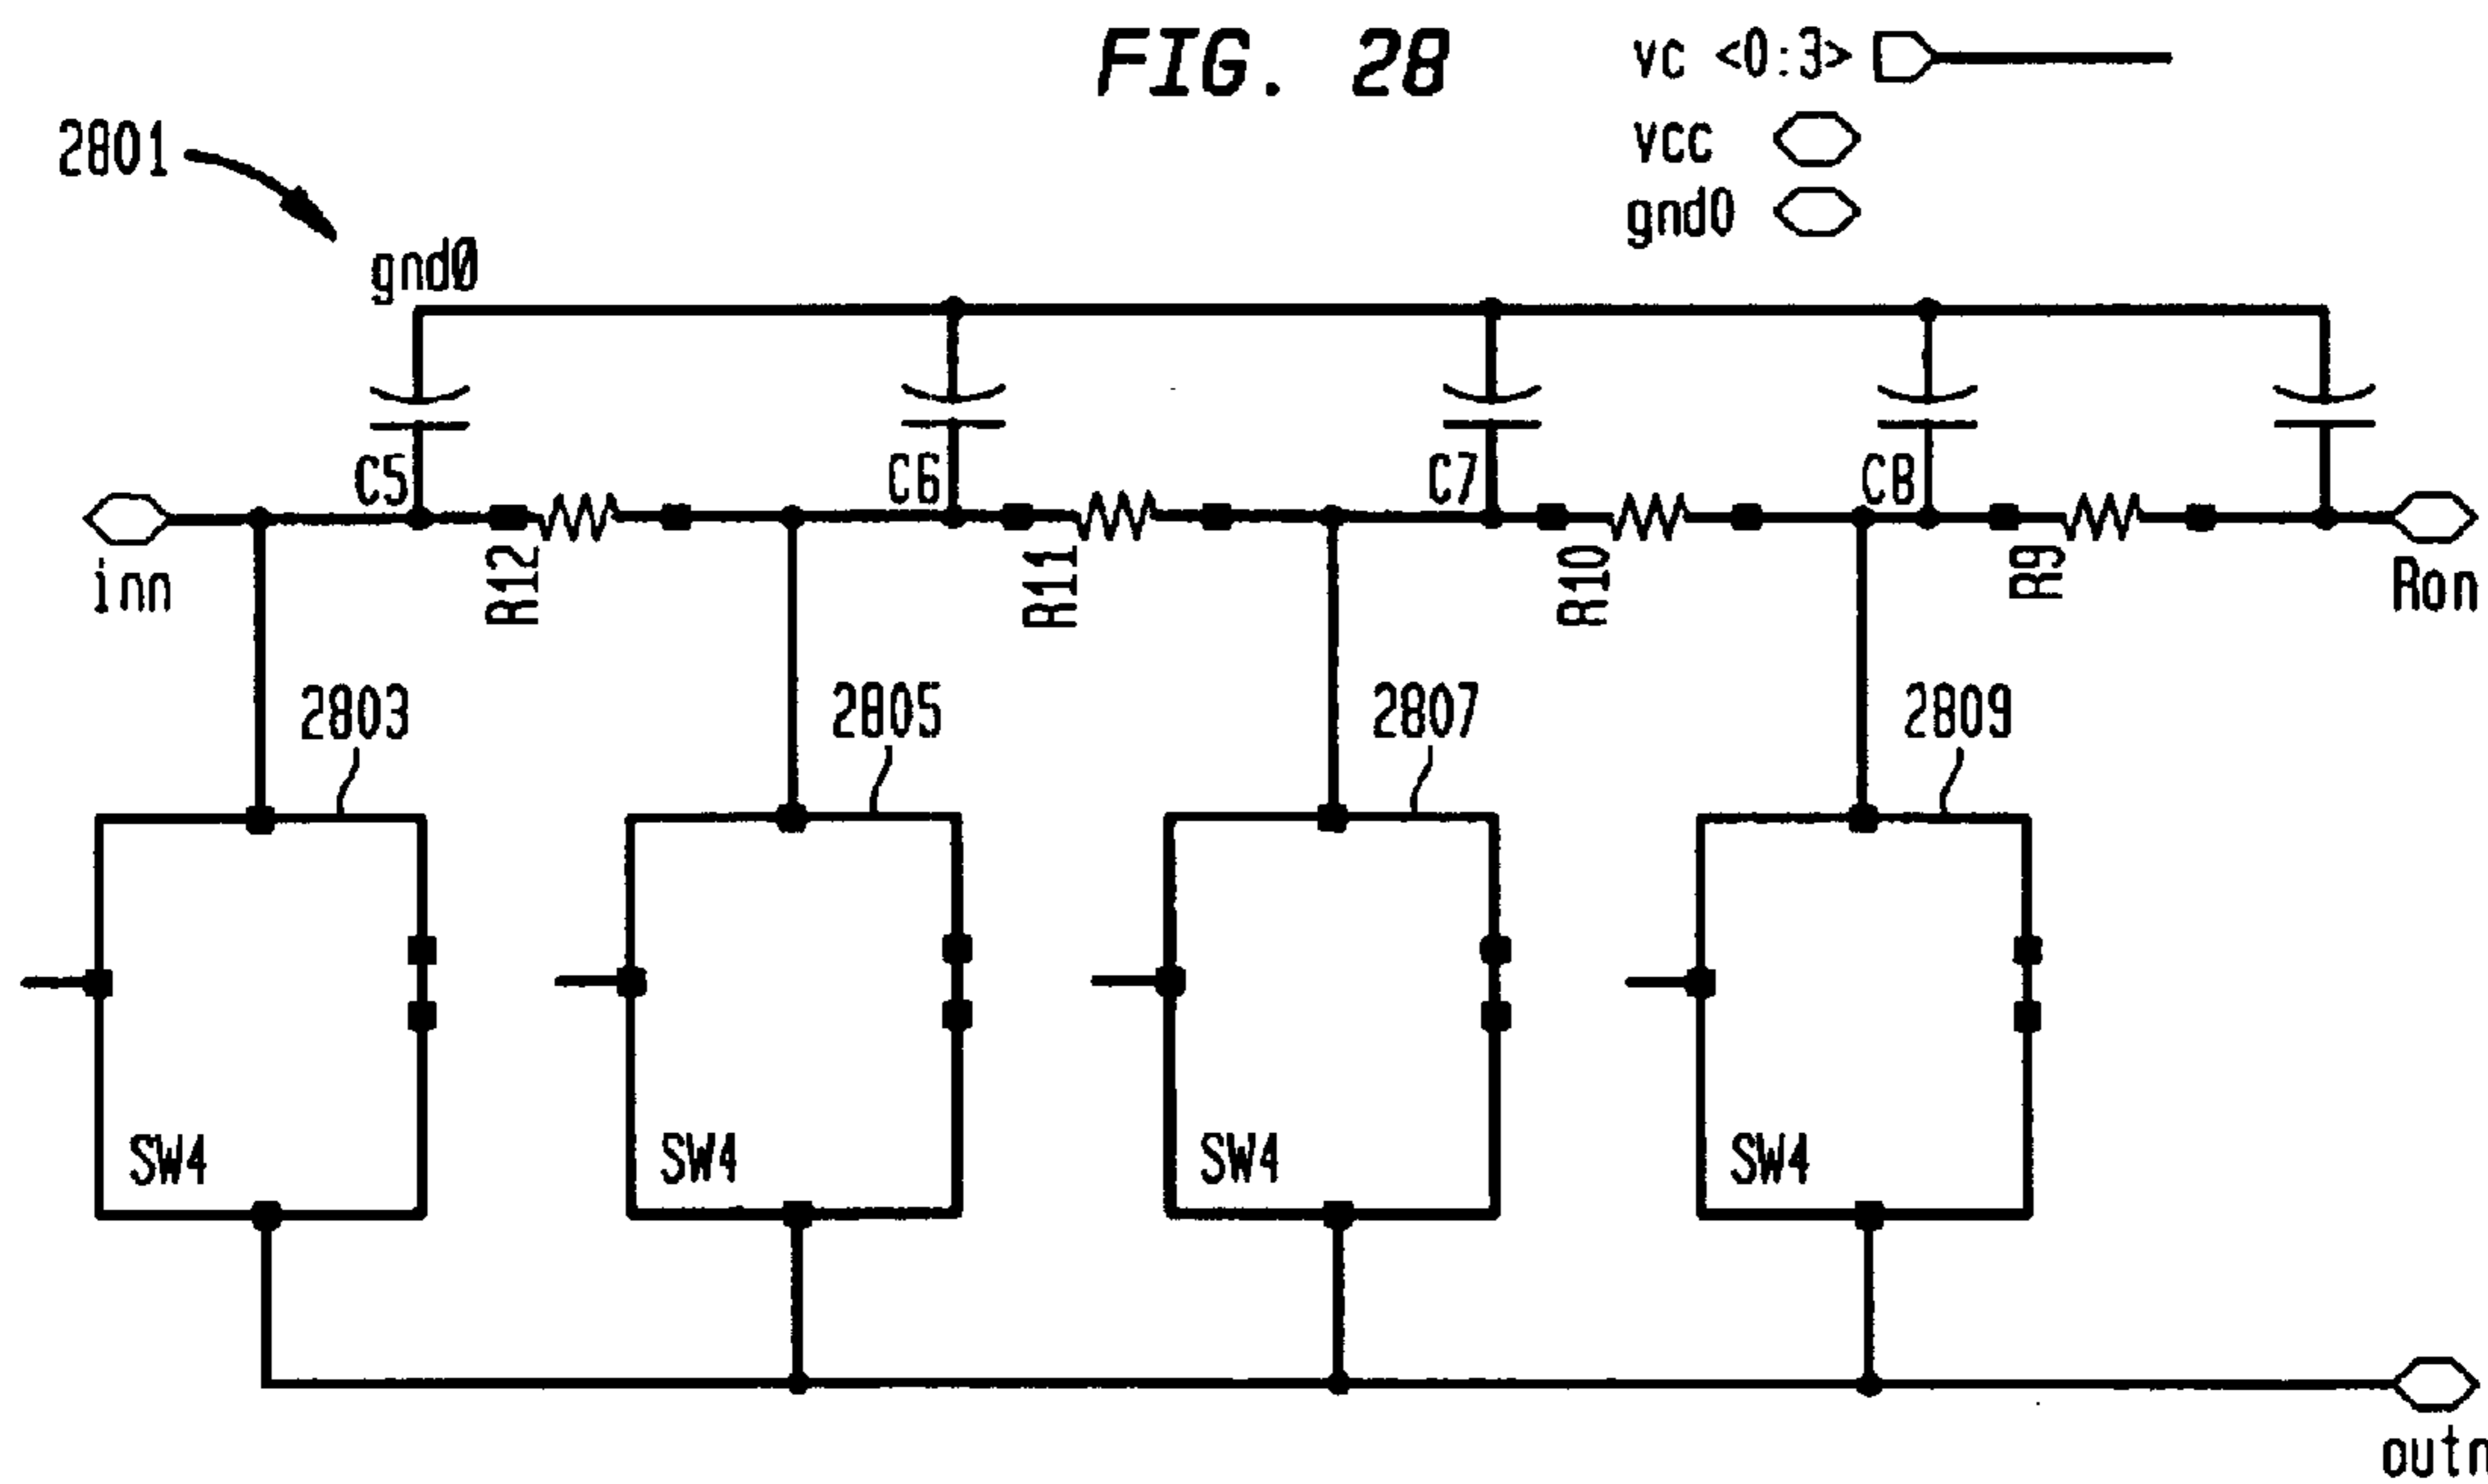 FIG. 28
vc <0:3>
vcc
gnd0
2801
gnd0
C5
C6
C7
C8
inn
R12
R11
R10
R9
Ron
2803
2805
2807
2809
SW4
SW4
SW4
SW4
outn